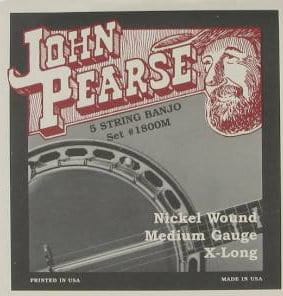 JOHN
PEARSE
5 STRING BANJO
Set #1800M
Nickel Wound
Medium Gauge
X-Long
PRINTED IN USA
MADE IN USA